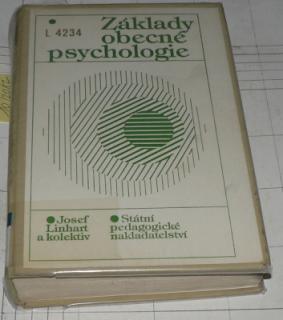 Základy
L 4234
obecné
psychologie
Josef
Linhart
a kolektiv
Státní
pedagogické
nakladatelství